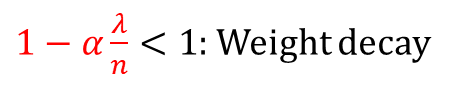 1 − α λ/n < 1: Weight decay